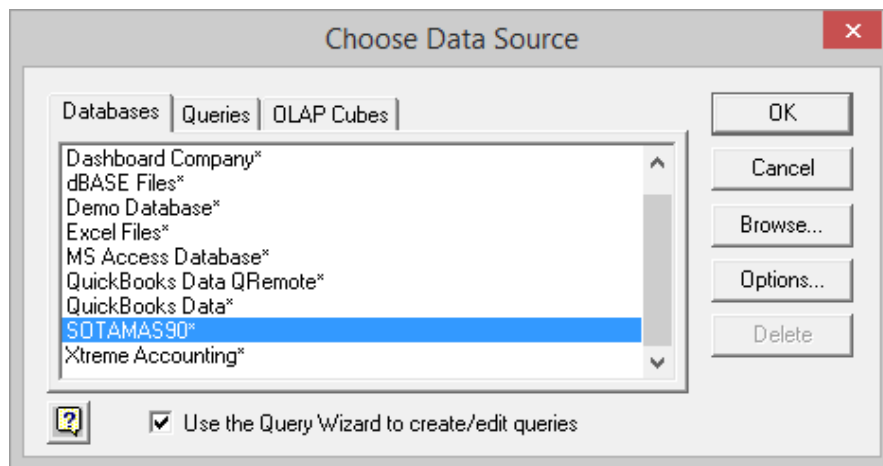 Choose Data Source
Databases Queries OLAP Cubes
Dashboard Company*
dBASE Files*
Demo Database*
Excel Files*
MS Access Database*
QuickBooks Data QRemote*
QuickBooks Data*
SOTAMAS90*
Xtreme Accounting*
OK
Cancel
Browse...
Options...
Delete
Use the Query Wizard to create/edit queries